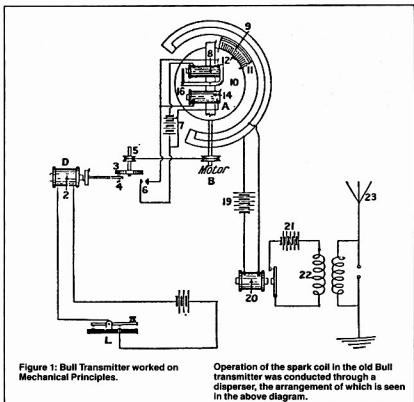 9
8
12
11
10
16
14
A
7
5
D
3
Motor
B
2
4
6
19
21
23
22
20
L
Figure 1: Bull Transmitter worked on
Mechanical Principles.
Operation of the spark coil in the old Bull
transmitter was conducted through a
disperser, the arrangement of which is seen
in the above diagram.